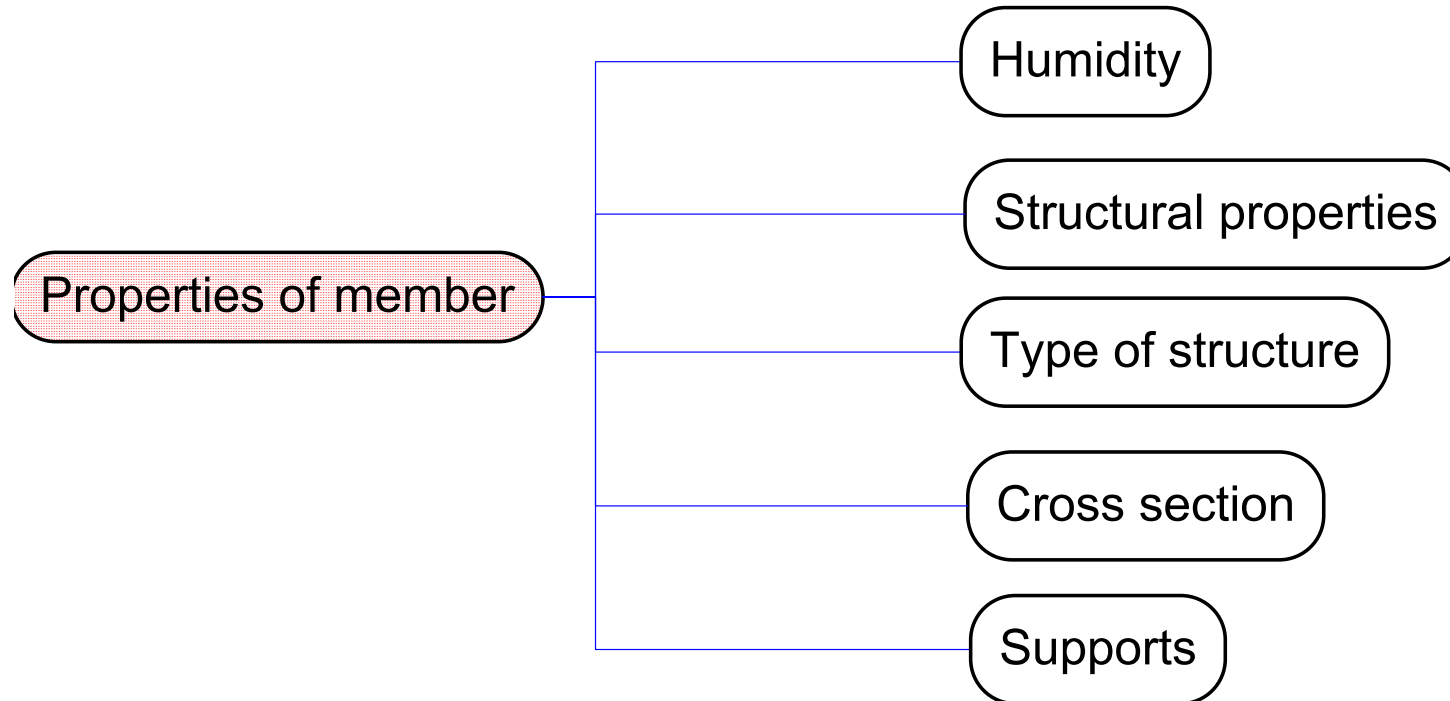 Humidity
Structural properties
Properties of member
Type of structure
Cross section
Supports